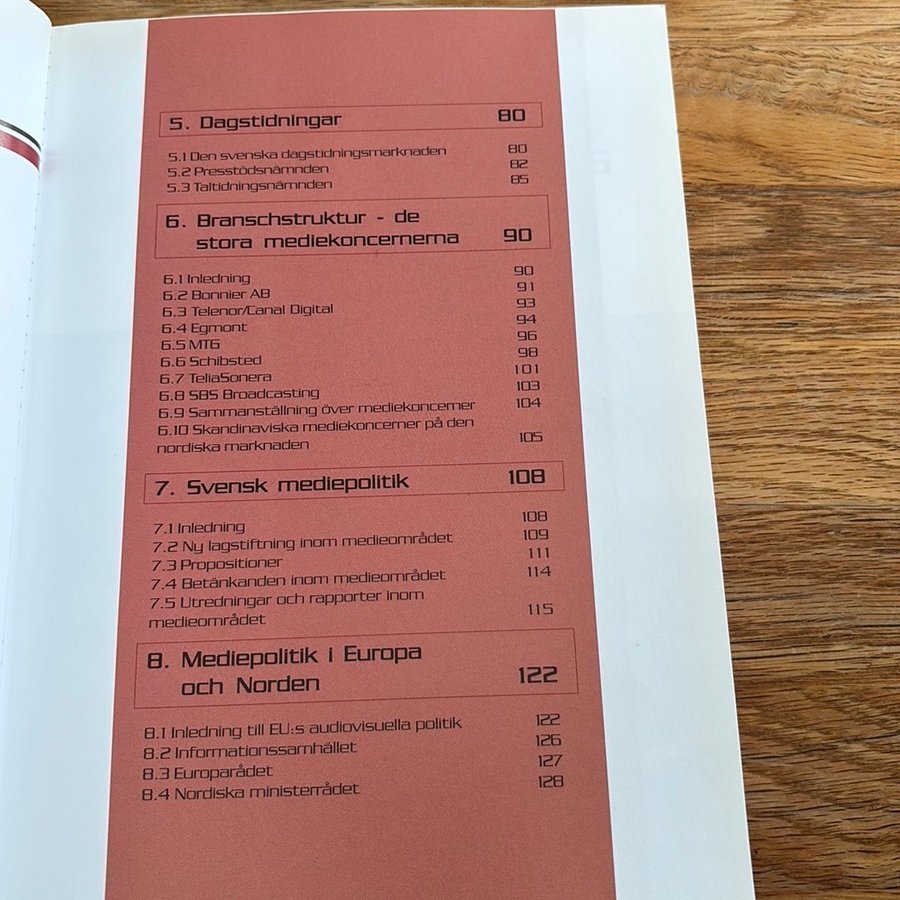 5. Dagstidningar 80
5.1 Den svenska dagstidningsmarknaden 80
5.2 Presstödsnämnden 82
5.3 Taltidningsnämnden 85
6. Branschstruktur - de
stora mediekoncernerna 90
6.1 Inledning 90
6.2 Bonnier AB 91
6.3 Telenor/Canal Digital 93
6.4 Egmont 94
6.5 MTG 96
6.6 Schibsted 98
6.7 TeliaSonera 101
6.8 SBS Broadcasting 103
6.9 Sammanställning över mediekoncerner 104
6.10 Skandinaviska mediekoncerner på den
nordiska marknaden 105
7. Svensk mediepolitik 108
7.1 Inledning 108
7.2 Ny lagstiftning inom medieområdet 109
7.3 Propositioner 111
7.4 Betänkanden inom medieområdet 114
7.5 Utredningar och rapporter inom
medieområdet 115
8. Mediepolitik i Europa
och Norden 122
8.1 Inledning till EU:s audiovisuella politik 122
8.2 Informationssamhället 126
8.3 Europarådet 127
8.4 Nordiska ministerrådet 128